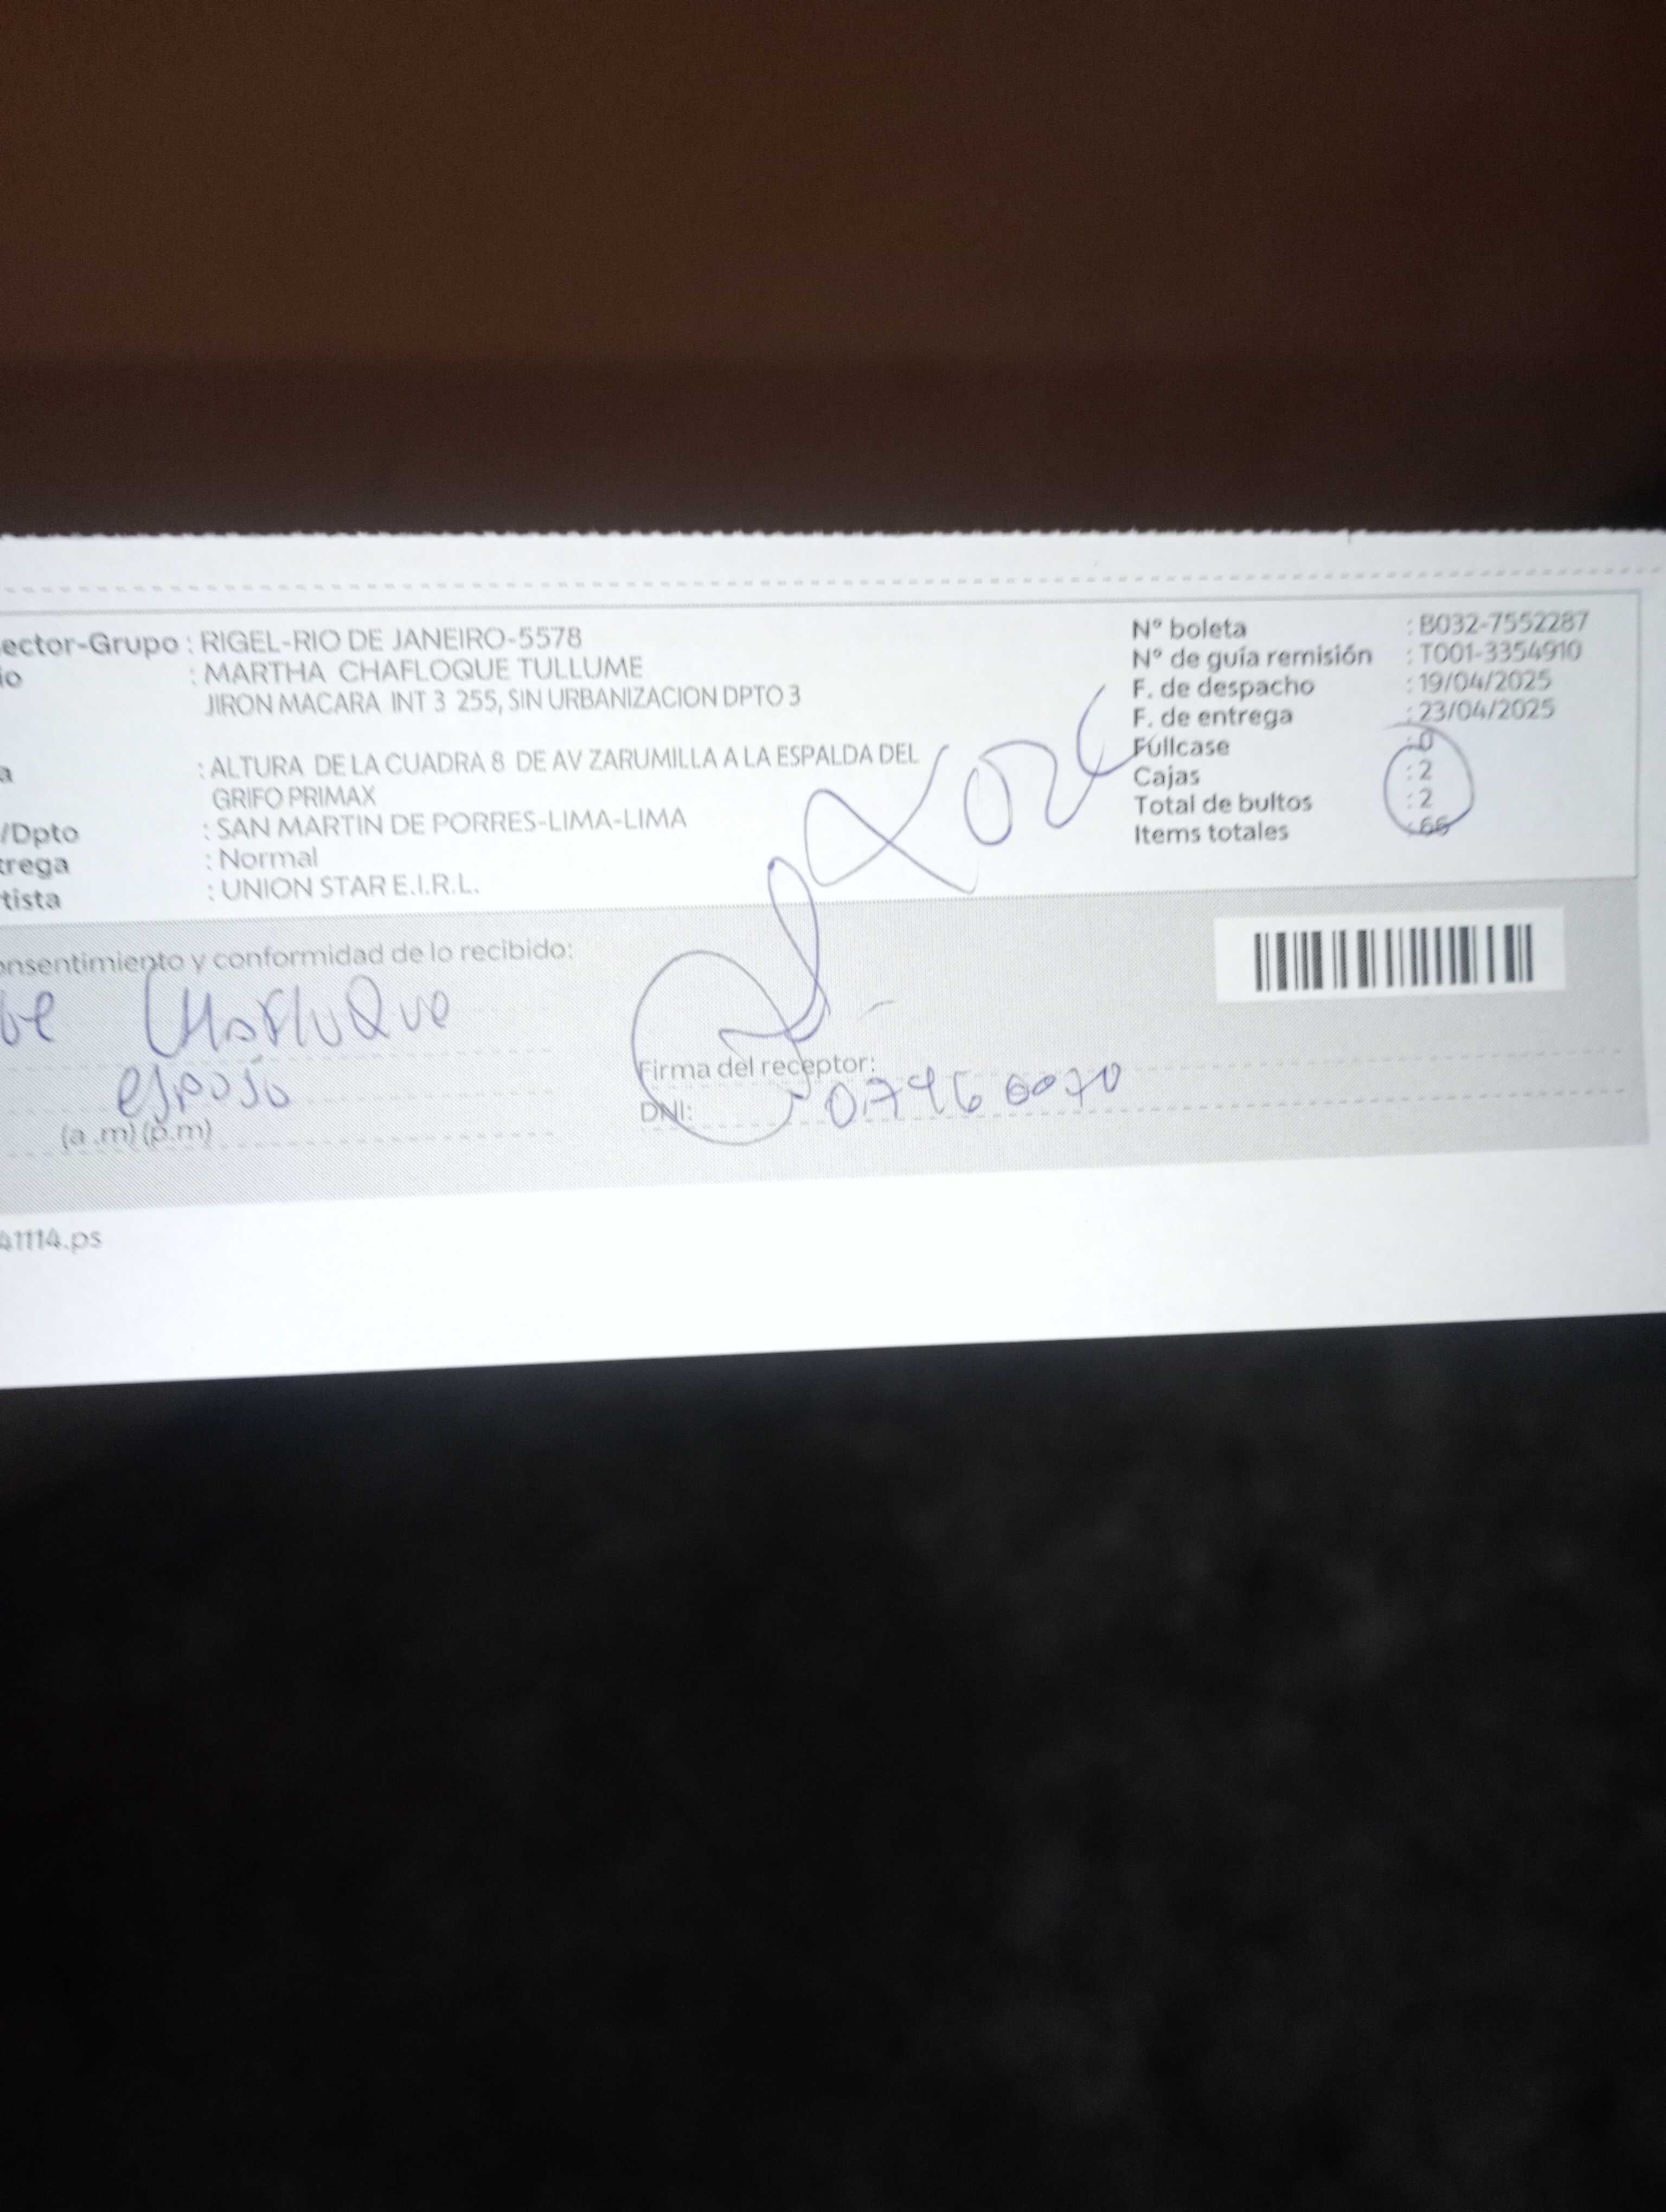 ector-Grupo : RIGEL-RIO DE JANEIRO-5578
io : MARTHA CHAFLOQUE TULLUME
JIRON MACARA INT 3 255, SIN URBANIZACION DPTO 3
a : ALTURA DE LA CUADRA 8 DE AV ZARUMILLA A LA ESPALDA DEL
GRIFO PRIMAX
/Dpto : SAN MARTIN DE PORRES-LIMA-LIMA
trega : Normal
tista : UNION STAR E.I.R.L.
N° boleta : B032-7552287
N° de guía remisión : T001-3354910
F. de despacho : 19/04/2025
F. de entrega : 23/04/2025
Fullcase : 0
Cajas : 2
Total de bultos : 2
Items totales : 66
onsentimiento y conformidad de lo recibido:
esposo
(a .m) (p.m)
Firma del receptor:
DNI:
41114.ps